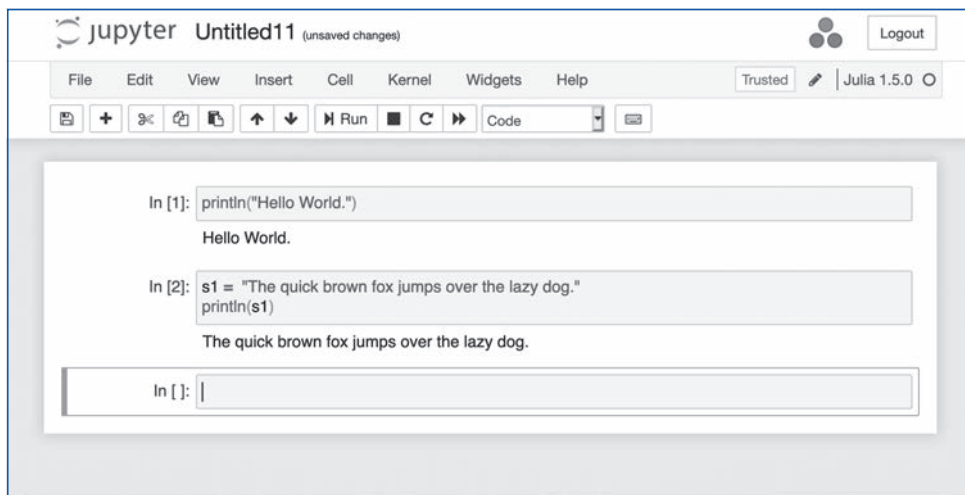 jupyter Untitled11 (unsaved changes)
Logout
File Edit View Insert Cell Kernel Widgets Help
Trusted Julia 1.5.0
Run Code
In [1]: println("Hello World.")
Hello World.
In [2]: s1 = "The quick brown fox jumps over the lazy dog."
println(s1)
The quick brown fox jumps over the lazy dog.
In [ ]: